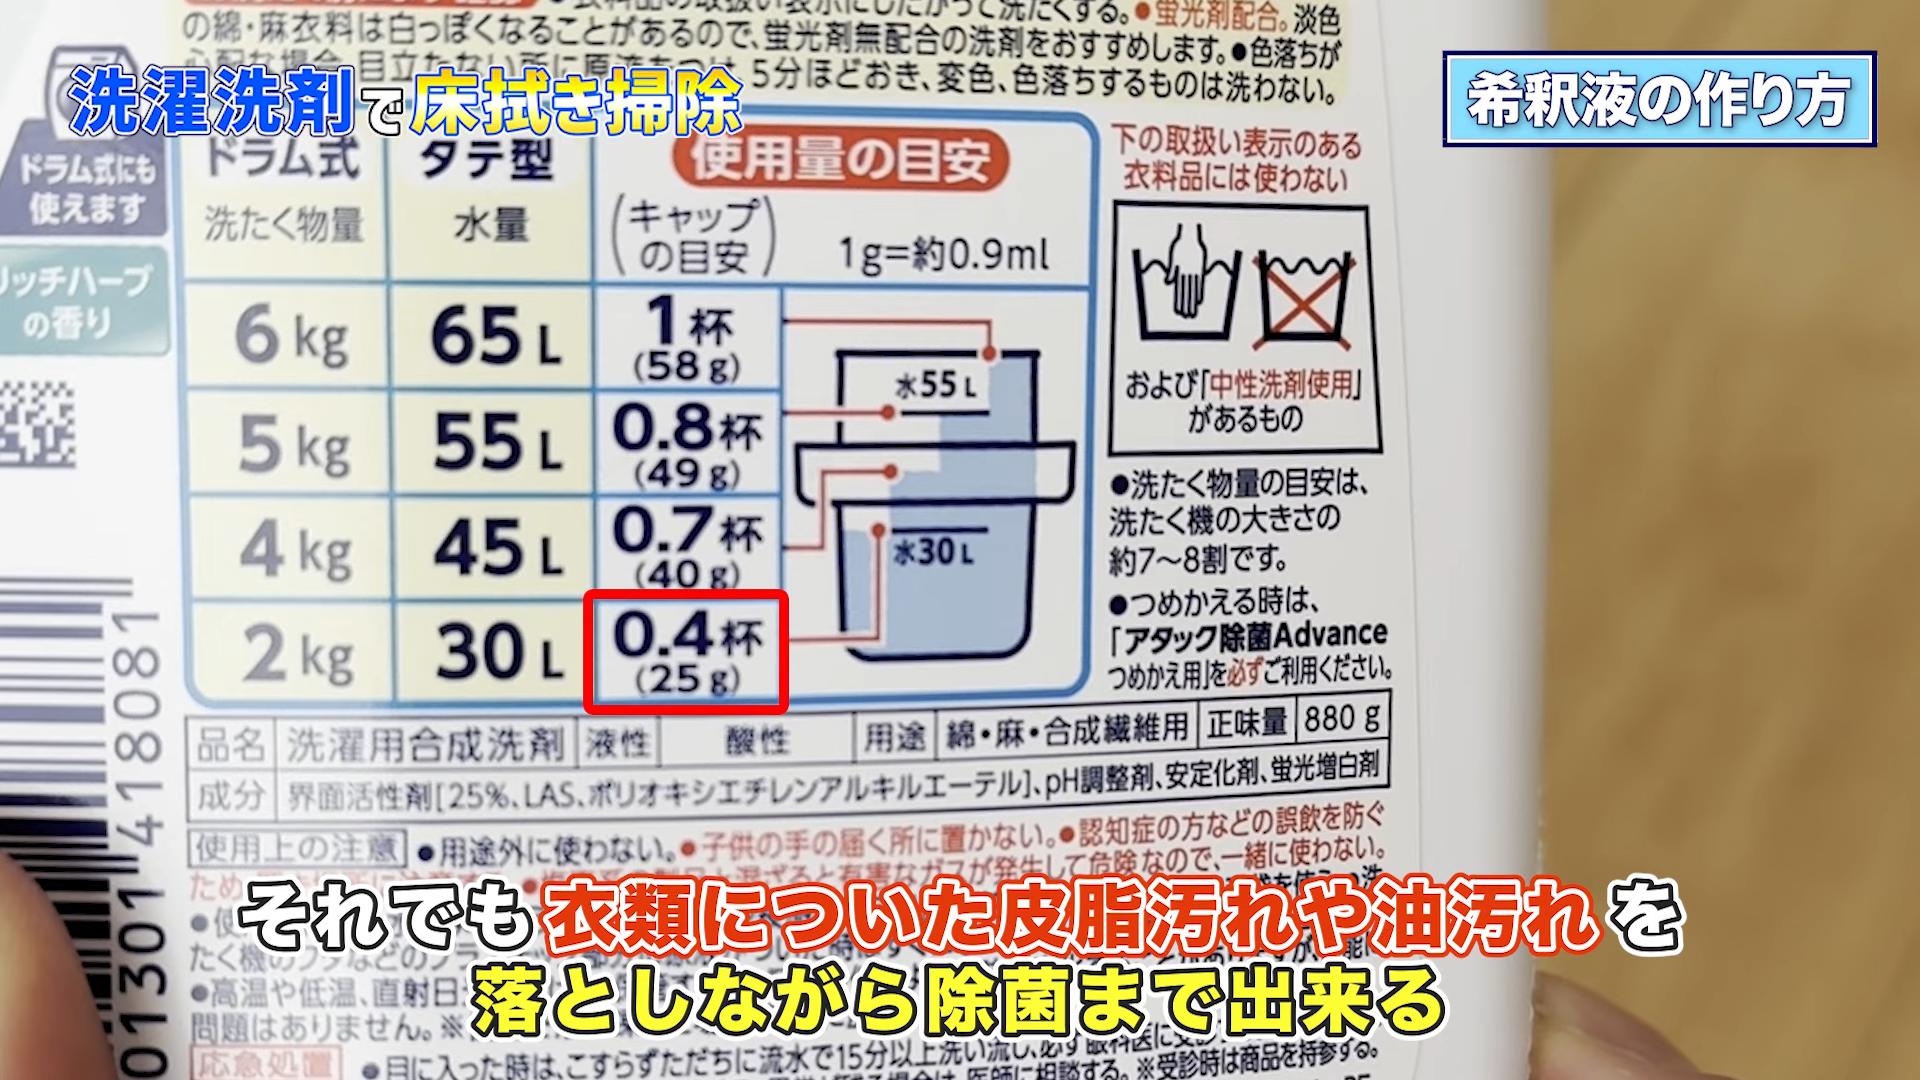 の綿・麻衣料は白っぽくなることがあるので、蛍光剤無配合の洗剤をおすすめします。●色落ちが
●蛍光剤配合。淡色
5分ほどおき、変色、色落ちするものは洗わない。
洗濯洗剤で床拭き掃除
希釈液の作り方
ドラム式にも
使えます
リッチハーブ
の香り
ドラム式
洗たく物量
タテ型
水量
使用量の目安
(キャップの目安)
1g=約0.9ml
6kg 65L 1杯(58g)
5kg 55L 0.8杯(49g)
4kg 45L 0.7杯(40g)
2kg 30L 0.4杯(25g)
水55L
水30L
下の取扱い表示のある
衣料品には使わない
および「中性洗剤使用」
があるもの
●洗たく物量の目安は、
洗たく機の大きさの
約7〜8割です。
●つめかえる時は、
「アタック除菌Advance
つめかえ用」を必ずご利用ください。
品名 洗濯用合成洗剤 液性 酸性 用途 綿・麻・合成繊維用 正味量 880g
成分 界面活性剤[25%、LAS、ポリオキシエチレンアルキルエーテル]、pH調整剤、安定化剤、蛍光増白剤
使用上の注意 ●用途外に使わない。●子供の手の届く所に置かない。●認知症の方などの誤飲を防ぐ
01301 418081
それでも衣類についた皮脂汚れや油汚れを
落としながら除菌まで出来る
●高温や低温、直射日
問題はありません。
応急処置 ●目に入った時は、こすらずただちに流水で15分以上洗い流し、必ず眼科医に
※受診時は商品を持参する。